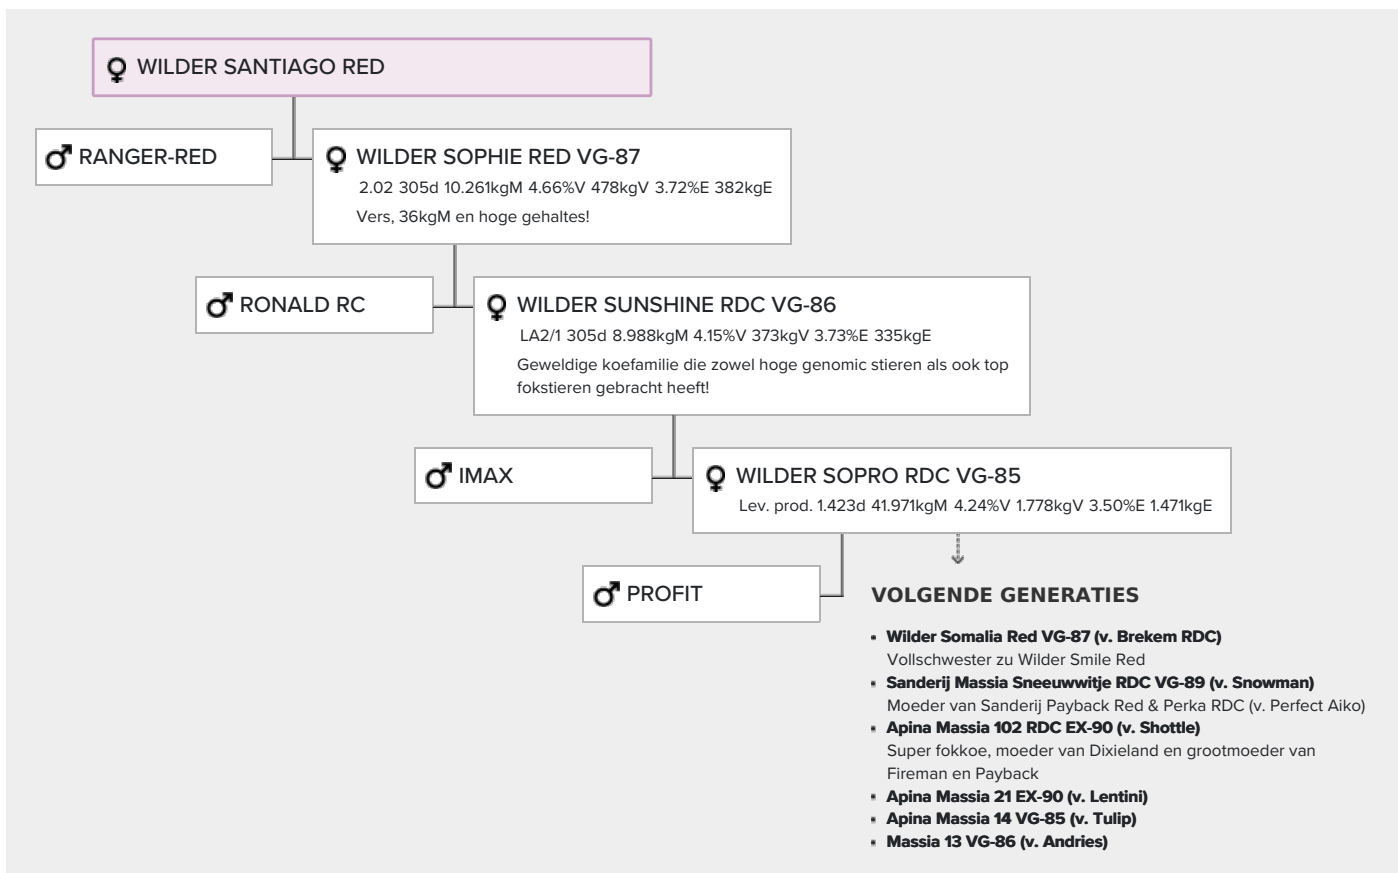 WILDER SANTIAGO RED
RANGER-RED
WILDER SOPHIE RED VG-87
2.02 305d 10.261kgM 4.66%V 478kgV 3.72%E 382kgE
Vers, 36kgM en hoge gehaltes!
RONALD RC
WILDER SUNSHINE RDC VG-86
LA2/1 305d 8.988kgM 4.15%V 373kgV 3.73%E 335kgE
Geweldige koefamilie die zowel hoge genomic stieren als ook top
fokstieren gebracht heeft!
IMAX
WILDER SOPRO RDC VG-85
Lev. prod. 1.423d 41.971kgM 4.24%V 1.778kgV 3.50%E 1.471kgE
PROFIT
VOLGENDE GENERATIES
▪ Wilder Somalia Red VG-87 (v. Brekem RDC)
Vollschwester zu Wilder Smile Red
▪ Sanderij Massia Sneeuwwitje RDC VG-89 (v. Snowman)
Moeder van Sanderij Payback Red & Perka RDC (v. Perfect Aiko)
▪ Apina Massia 102 RDC EX-90 (v. Shottle)
Super fokkoe, moeder van Dixieland en grootmoeder van
Fireman en Payback
▪ Apina Massia 21 EX-90 (v. Lentini)
▪ Apina Massia 14 VG-85 (v. Tulip)
▪ Massia 13 VG-86 (v. Andries)